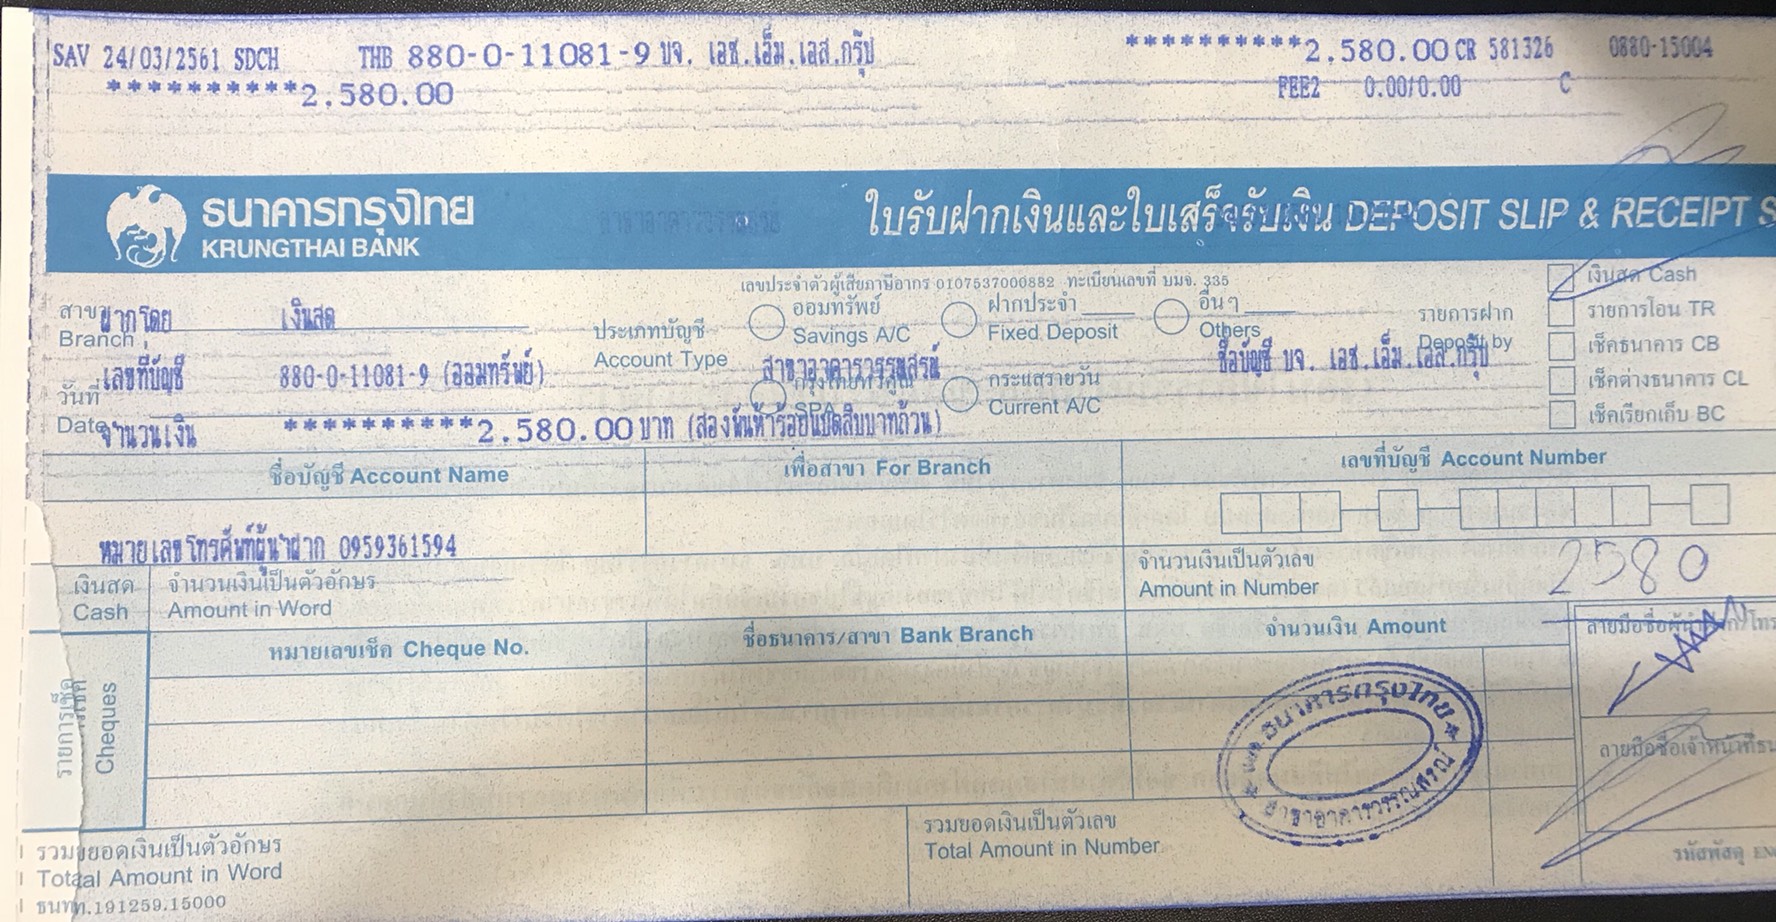 SAV 24/03/2561 SDCH THB 880-0-11081-9 บจ. เอช.เอ็ม.เอส.กรุ๊ป **********2,580.00 CR 581326 0880-15004
**********2,580.00 FEE2 0.00/0.00 C
ธนาคารกรุงไทย
KRUNGTHAI BANK
ใบรับฝากเงินและใบเสร็จรับเงิน DEPOSIT SLIP & RECEIPT S
เลขประจำตัวผู้เสียภาษีอากร 0107537000882 ทะเบียนเลขที่ บมจ. 335
สาขา
Branch
ฝากโดย เงินสด
ประเภทบัญชี
Account Type
ออมทรัพย์
Savings A/C
ฝากประจำ
Fixed Deposit
อื่นๆ
Others
รายการฝาก
Deposit by
เงินสด Cash
รายการโอน TR
เช็คธนาคาร CB
เช็คต่างธนาคาร CL
เช็คเรียกเก็บ BC
เลขที่บัญชี 880-0-11081-9 (ออมทรัพย์) สาขาอาคารวรรณสรณ์ ชื่อบัญชี บจ. เอช.เอ็ม.เอส.กรุ๊ป
วันที่
Date
กรุงไทยทวีคูณ
SPA
กระแสรายวัน
Current A/C
จำนวนเงิน **********2,580.00 บาท (สองพันห้าร้อยแปดสิบบาทถ้วน)
ชื่อบัญชี Account Name เพื่อสาขา For Branch เลขที่บัญชี Account Number
หมายเลขโทรศัพท์ผู้นำฝาก 0959361594
เงินสด
Cash
จำนวนเงินเป็นตัวอักษร
Amount in Word
จำนวนเงินเป็นตัวเลข
Amount in Number
2580
รายการเช็ค
Cheques
หมายเลขเช็ค Cheque No. ชื่อธนาคาร/สาขา Bank Branch จำนวนเงิน Amount
ลายมือชื่อผู้นำฝาก/โทร
ธนาคารกรุงไทย
สาขาอาคารวรรณสรณ์
ลายมือชื่อเจ้าหน้าที่ธน
รวมยอดเงินเป็นตัวอักษร
Total Amount in Word
รวมยอดเงินเป็นตัวเลข
Total Amount in Number
รหัสพัสดุ
ธนทท.191259.15000